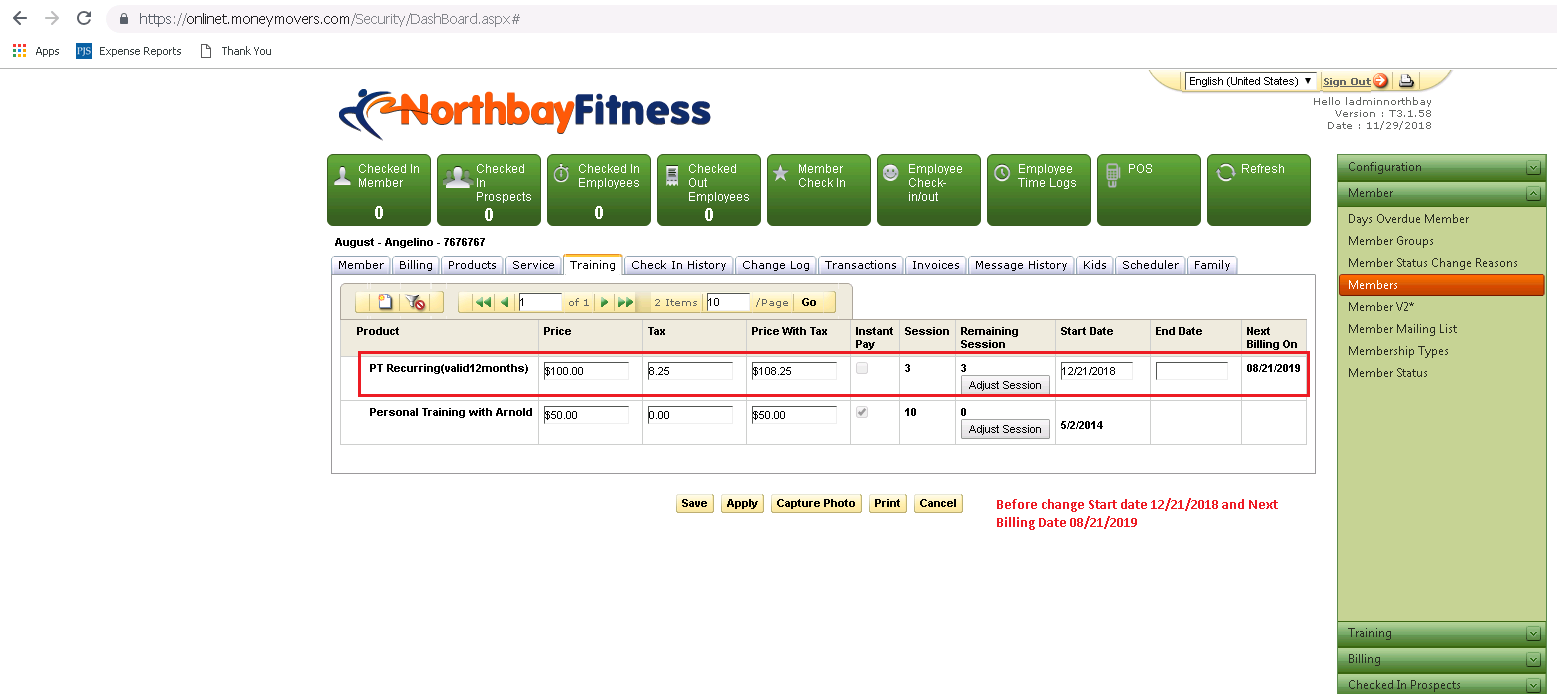 https://onlinet.moneymovers.com/Security/DashBoard.aspx#
Apps PJS Expense Reports Thank You
English (United States) ▼ Sign Out
NorthbayFitness
Hello ladminnorthbay
Version : T3.1.58
Date : 11/29/2018
Checked In Member
0
Checked In Prospects
0
Checked In Employees
0
Checked Out Employees
0
Member Check In
Employee Check-in/out
Employee Time Logs
POS
Refresh
August - Angelino - 7676767
Member Billing Products Service Training Check In History Change Log Transactions Invoices Message History Kids Scheduler Family
1 of 1 2 Items 10 /Page Go
Product Price Tax Price With Tax Instant Pay Session Remaining Session Start Date End Date Next Billing On
PT Recurring(valid12months) $100.00 8.25 $108.25 3 3 Adjust Session 12/21/2018 08/21/2019
Personal Training with Arnold $50.00 0.00 $50.00 10 0 Adjust Session 5/2/2014
Save Apply Capture Photo Print Cancel
Before change Start date 12/21/2018 and Next
Billing Date 08/21/2019
Configuration
Member
Days Overdue Member
Member Groups
Member Status Change Reasons
Members
Member V2*
Member Mailing List
Membership Types
Member Status
Training
Billing
Checked In Prospects